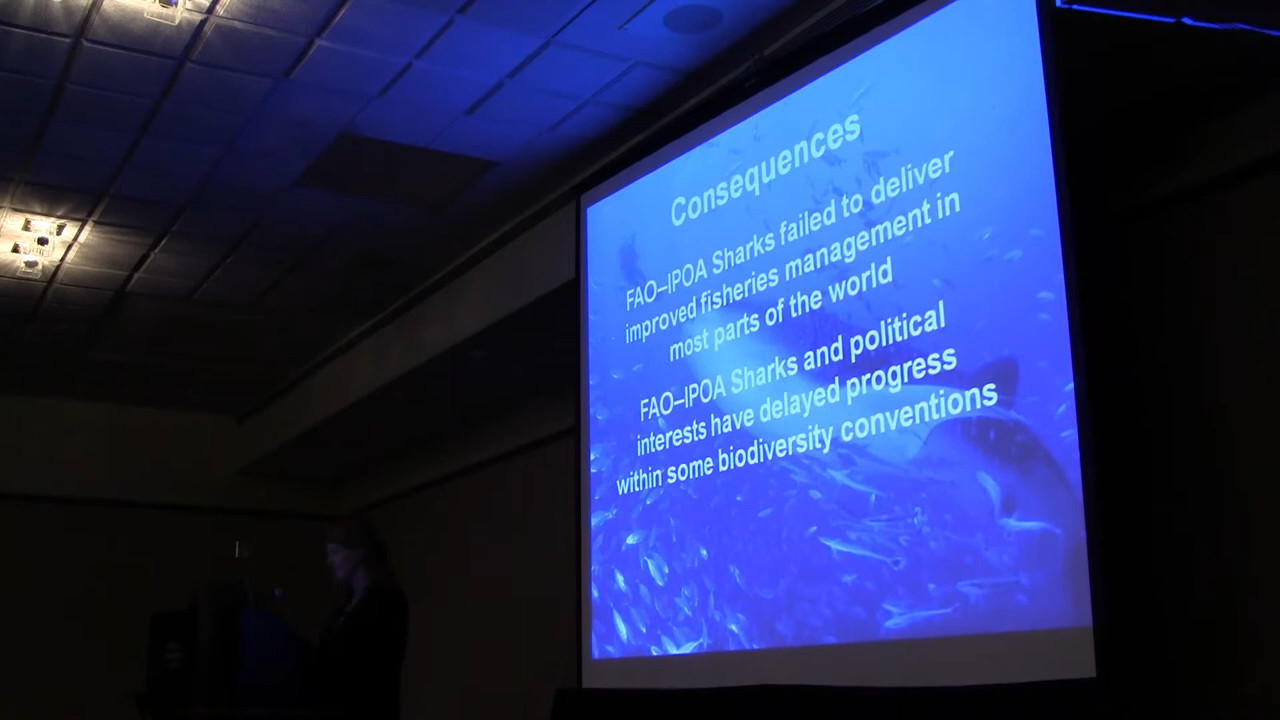 Consequences
FAO–IPOA Sharks failed to deliver
improved fisheries management in
most parts of the world
FAO–IPOA Sharks and political
interests have delayed progress
within some biodiversity conventions